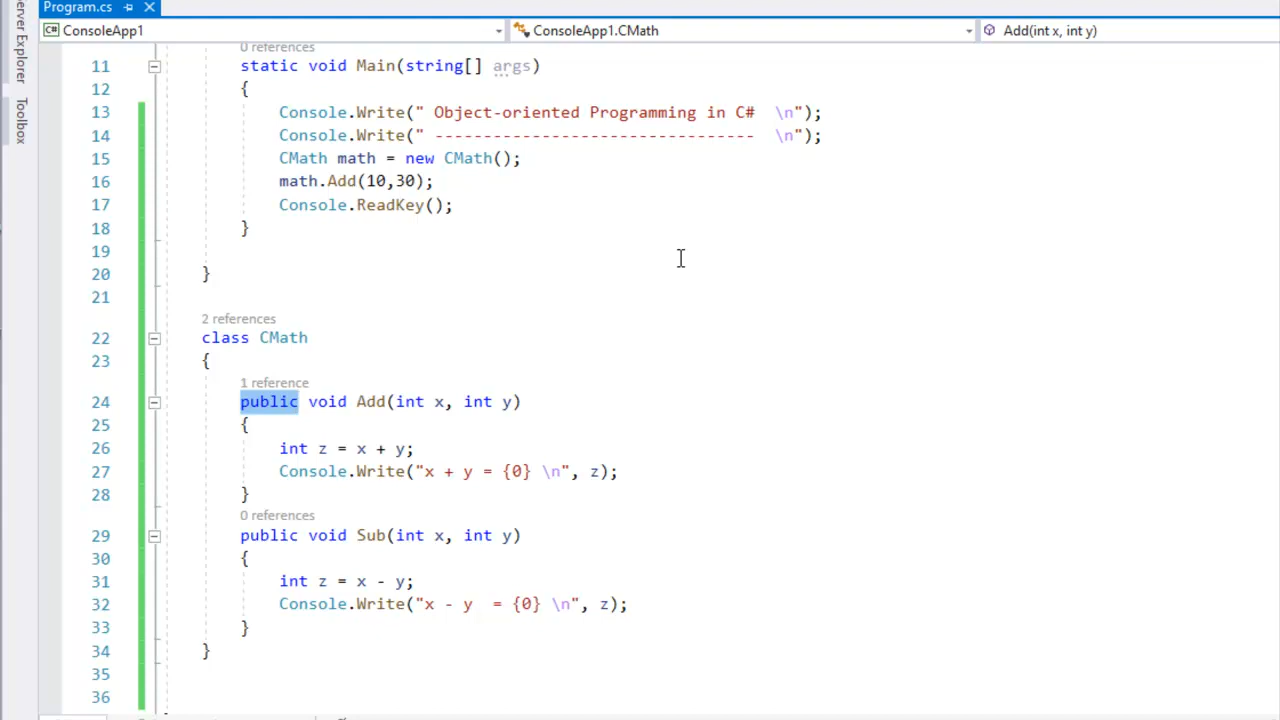 Program.cs
ConsoleApp1
ConsoleApp1.CMath
Add(int x, int y)
Server Explorer
Toolbox
0 references
11 static void Main(string[] args)
12 {
13 Console.Write(" Object-oriented Programming in C#  \n");
14 Console.Write(" ---------------------------------  \n");
15 CMath math = new CMath();
16 math.Add(10,30);
17 Console.ReadKey();
18 }
19
20 }
21
2 references
22 class CMath
23 {
1 reference
24 public void Add(int x, int y)
25 {
26 int z = x + y;
27 Console.Write("x + y = {0} \n", z);
28 }
0 references
29 public void Sub(int x, int y)
30 {
31 int z = x - y;
32 Console.Write("x - y  = {0} \n", z);
33 }
34 }
35
36